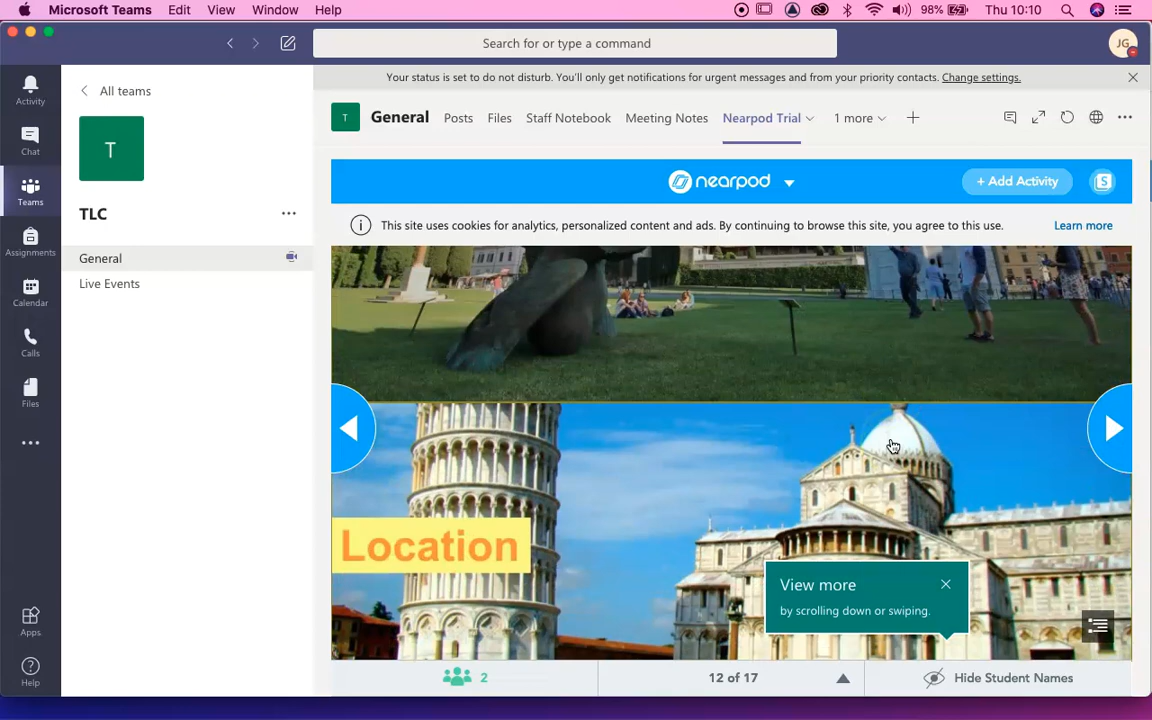 Microsoft Teams Edit View Window Help 98% Thu 10:10
Search for or type a command JG
Your status is set to do not disturb. You'll only get notifications for urgent messages and from your priority contacts. Change settings.
Activity
Chat
Teams
Assignments
Calendar
Calls
Files
Apps
Help
All teams
T
TLC
General
Live Events
T General Posts Files Staff Notebook Meeting Notes Nearpod Trial 1 more
nearpod + Add Activity S
This site uses cookies for analytics, personalized content and ads. By continuing to browse this site, you agree to this use. Learn more
Location
View more
by scrolling down or swiping.
2 12 of 17 Hide Student Names